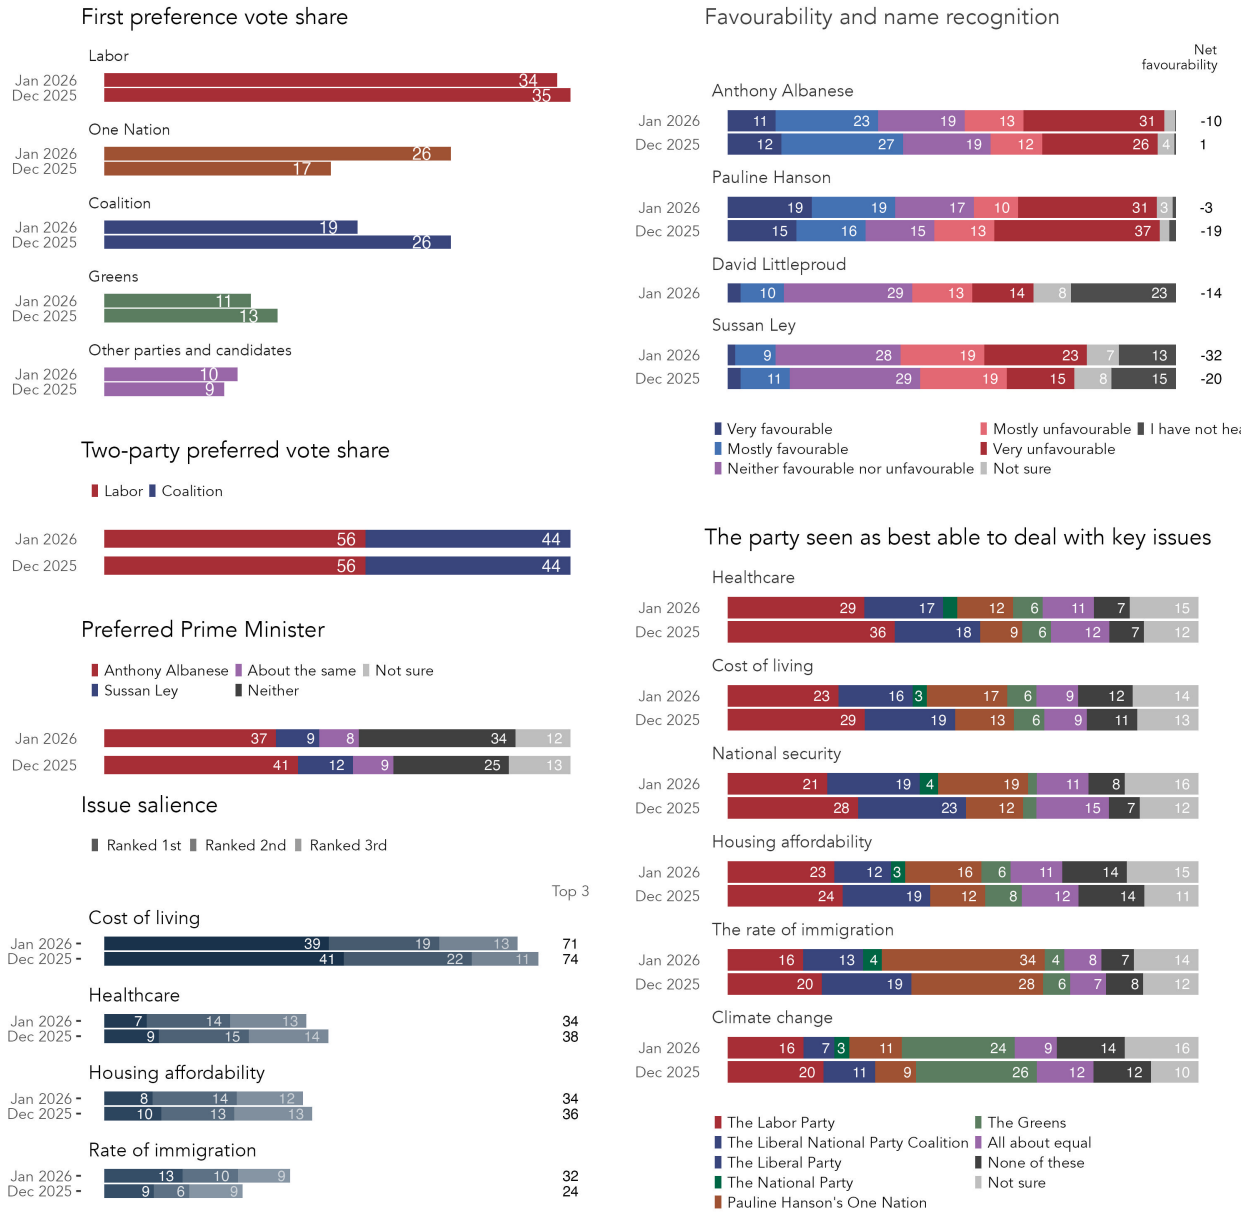 First preference vote share
Labor
Jan 2026 34
Dec 2025 35
One Nation
Jan 2026 26
Dec 2025 17
Coalition
Jan 2026 19
Dec 2025 26
Greens
Jan 2026 11
Dec 2025 13
Other parties and candidates
Jan 2026 10
Dec 2025 9
Two-party preferred vote share
Labor Coalition
Jan 2026 56 44
Dec 2025 56 44
Preferred Prime Minister
Anthony Albanese About the same Not sure
Sussan Ley Neither
Jan 2026 37 9 8 34 12
Dec 2025 41 12 9 25 13
Issue salience
Ranked 1st Ranked 2nd Ranked 3rd
Top 3
Cost of living
Jan 2026 39 19 13 71
Dec 2025 41 22 11 74
Healthcare
Jan 2026 7 14 13 34
Dec 2025 9 15 14 38
Housing affordability
Jan 2026 8 14 12 34
Dec 2025 10 13 13 36
Rate of immigration
Jan 2026 13 10 9 32
Dec 2025 9 6 9 24
Favourability and name recognition
Net
favourability
Anthony Albanese
Jan 2026 11 23 19 13 31 -10
Dec 2025 12 27 19 12 26 4 1
Pauline Hanson
Jan 2026 19 19 17 10 31 3 -3
Dec 2025 15 16 15 13 37 -19
David Littleproud
Jan 2026 10 29 13 14 8 23 -14
Sussan Ley
Jan 2026 9 28 19 23 7 13 -32
Dec 2025 11 29 19 15 8 15 -20
Very favourable Mostly unfavourable I have not hea
Mostly favourable Very unfavourable
Neither favourable nor unfavourable Not sure
The party seen as best able to deal with key issues
Healthcare
Jan 2026 29 17 12 6 11 7 15
Dec 2025 36 18 9 6 12 7 12
Cost of living
Jan 2026 23 16 3 17 6 9 12 14
Dec 2025 29 19 13 6 9 11 13
National security
Jan 2026 21 19 4 19 11 8 16
Dec 2025 28 23 12 15 7 12
Housing affordability
Jan 2026 23 12 3 16 6 11 14 15
Dec 2025 24 19 12 8 12 14 11
The rate of immigration
Jan 2026 16 13 4 34 4 8 7 14
Dec 2025 20 19 28 6 7 8 12
Climate change
Jan 2026 16 7 3 11 24 9 14 16
Dec 2025 20 11 9 26 12 12 10
The Labor Party The Greens
The Liberal National Party Coalition All about equal
The Liberal Party None of these
The National Party Not sure
Pauline Hanson's One Nation